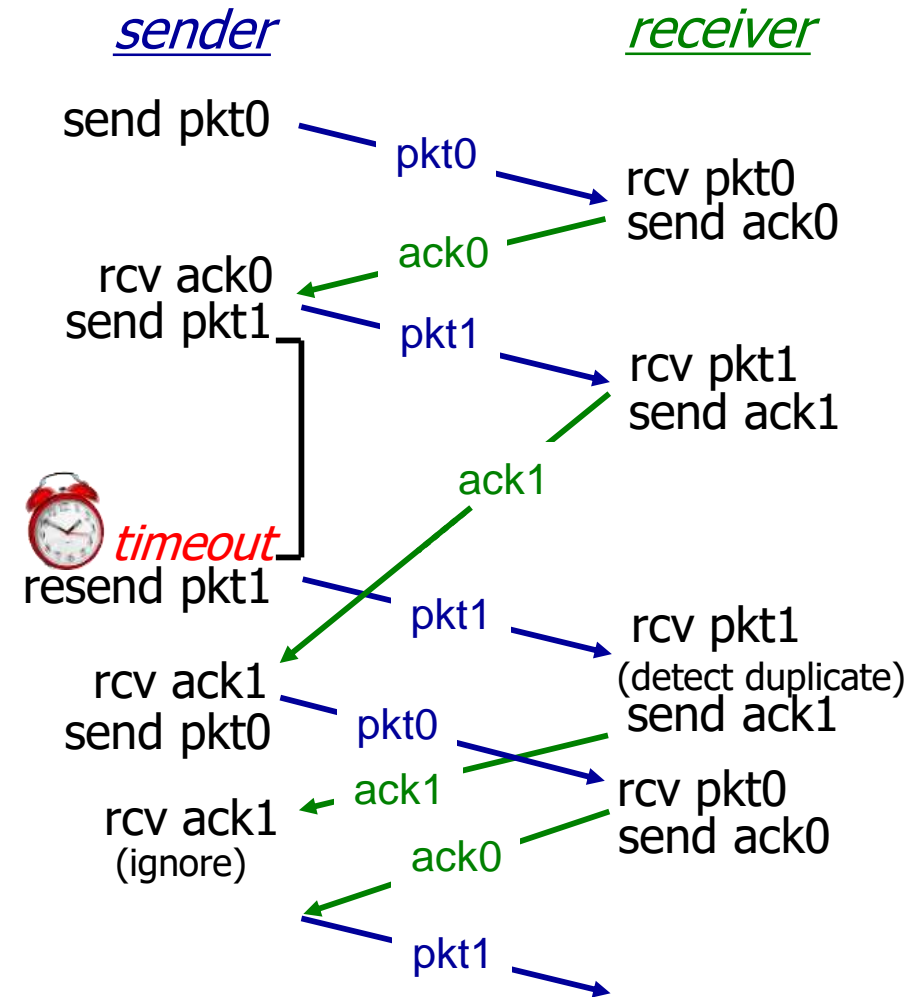 sender
receiver
send pkt0
pkt0
rcv pkt0
send ack0
ack0
rcv ack0
send pkt1
pkt1
rcv pkt1
send ack1
ack1
timeout
resend pkt1
pkt1
rcv pkt1
(detect duplicate)
send ack1
rcv ack1
send pkt0
pkt0
ack1
rcv pkt0
send ack0
rcv ack1
(ignore)
ack0
pkt1